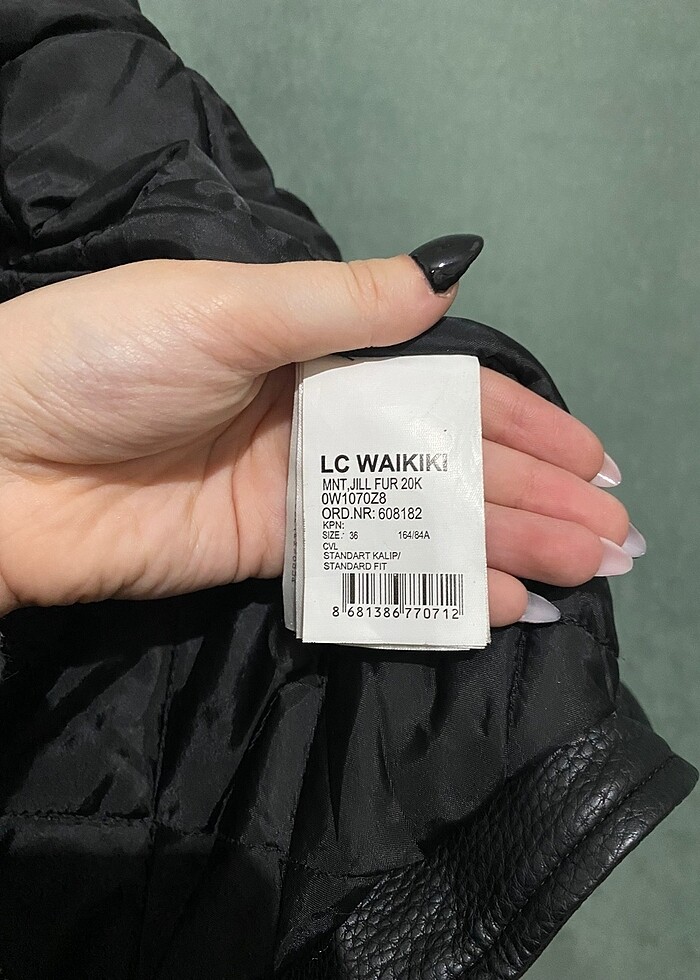 LC WAIKIKI
MNT,JILL FUR 20K
0W1070Z8
ORD.NR: 608182
KPN:
SIZE : 36 164/84A
CVL
STANDART KALIP/
STANDARD FIT
8 681386 770712